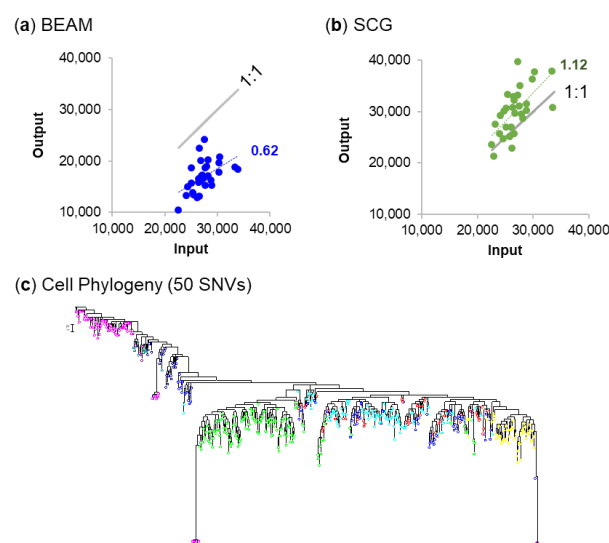 (a) BEAM
(b) SCG
40,000
30,000
20,000
10,000
Output
1:1
0.62
10,000 20,000 30,000 40,000
Input
40,000
30,000
20,000
10,000
Output
1.12
1:1
10,000 20,000 30,000 40,000
Input
(c) Cell Phylogeny (50 SNVs)